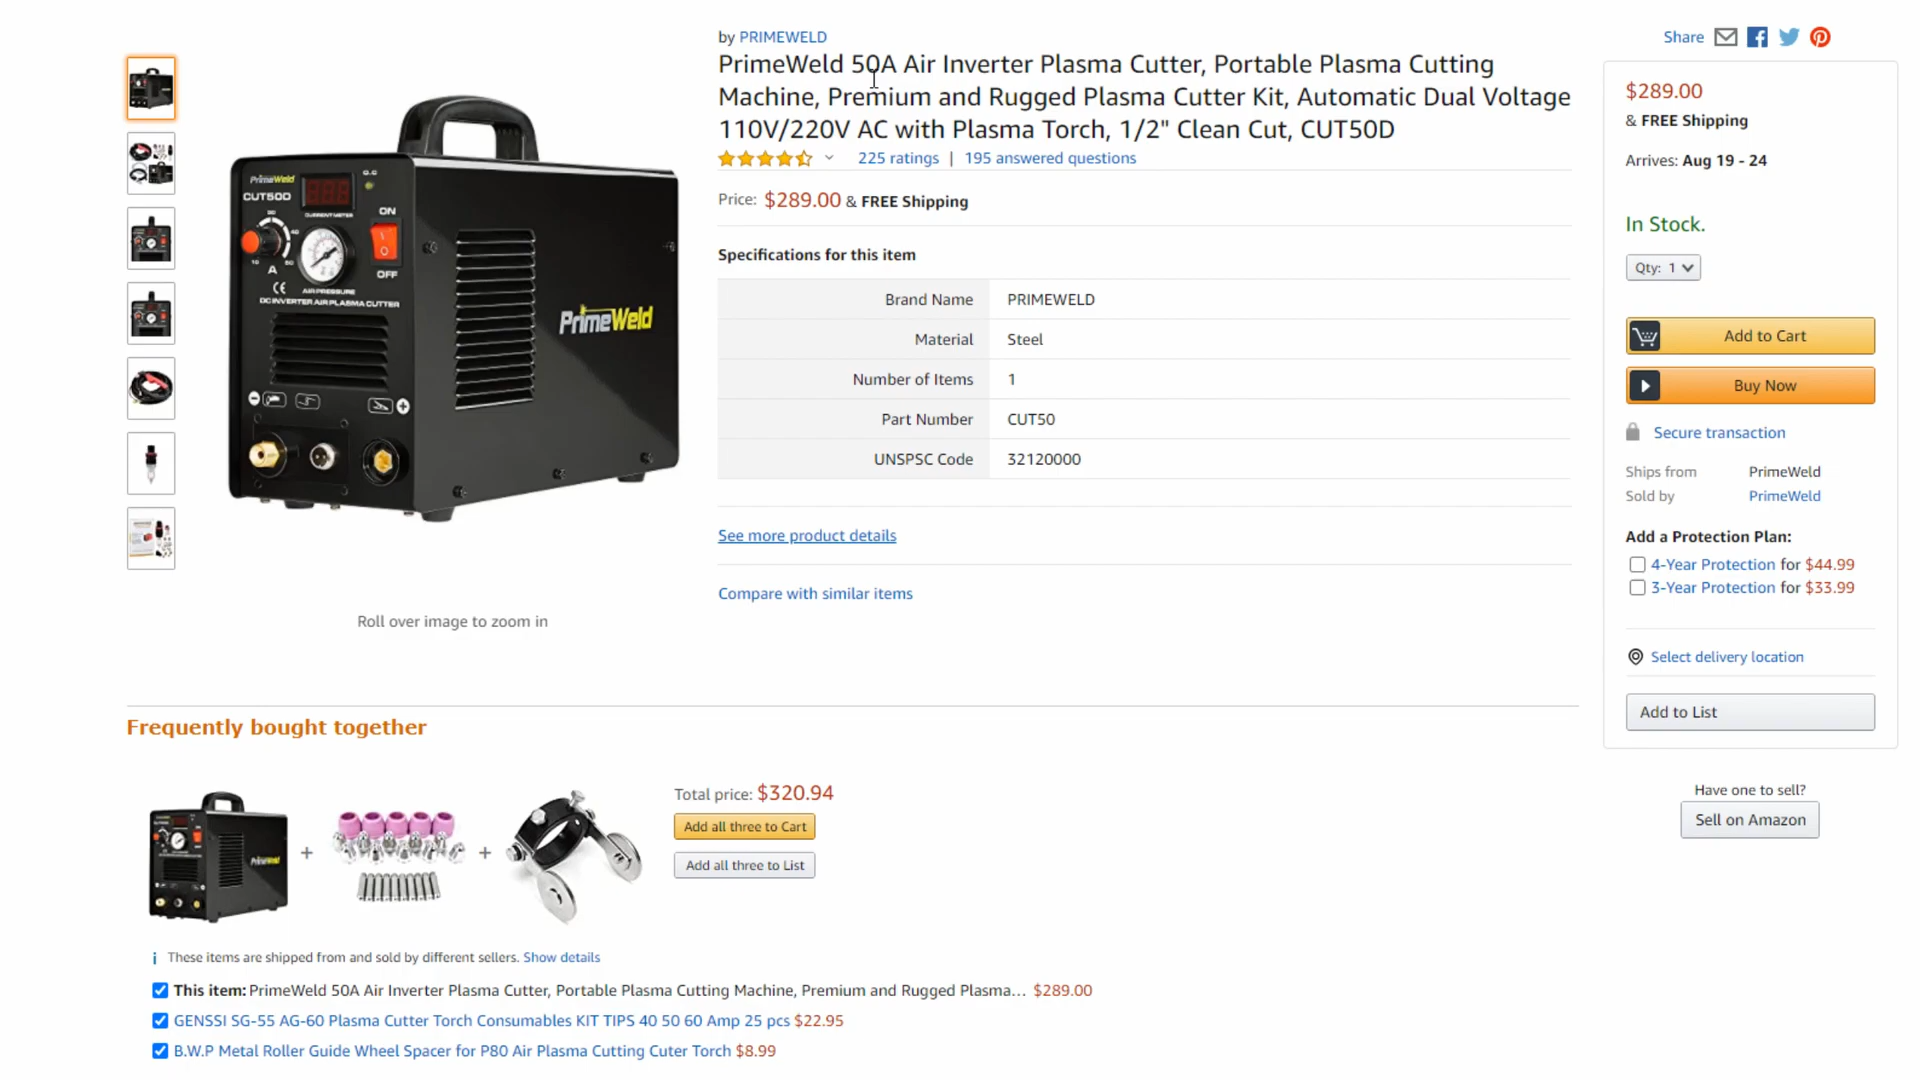 by PRIMEWELD
PrimeWeld 50A Air Inverter Plasma Cutter, Portable Plasma Cutting
Machine, Premium and Rugged Plasma Cutter Kit, Automatic Dual Voltage
110V/220V AC with Plasma Torch, 1/2" Clean Cut, CUT50D
225 ratings | 195 answered questions
Price: $289.00 & FREE Shipping
Specifications for this item
Brand Name PRIMEWELD
Material Steel
Number of Items 1
Part Number CUT50
UNSPSC Code 32120000
See more product details
Compare with similar items
PrimeWeld
CUT50D
CURRENT METER
O.C
ON
OFF
A
AIR PRESSURE
CE
DC INVERTER AIR PLASMA CUTTER
PrimeWeld
Roll over image to zoom in
Share
$289.00
& FREE Shipping
Arrives: Aug 19 - 24
In Stock.
Qty: 1
Add to Cart
Buy Now
Secure transaction
Ships from PrimeWeld
Sold by PrimeWeld
Add a Protection Plan:
4-Year Protection for $44.99
3-Year Protection for $33.99
Select delivery location
Add to List
Have one to sell?
Sell on Amazon
Frequently bought together
PrimeWeld
+
+
Total price: $320.94
Add all three to Cart
Add all three to List
i These items are shipped from and sold by different sellers. Show details
This item: PrimeWeld 50A Air Inverter Plasma Cutter, Portable Plasma Cutting Machine, Premium and Rugged Plasma... $289.00
GENSSI SG-55 AG-60 Plasma Cutter Torch Consumables KIT TIPS 40 50 60 Amp 25 pcs $22.95
B.W.P Metal Roller Guide Wheel Spacer for P80 Air Plasma Cutting Cuter Torch $8.99